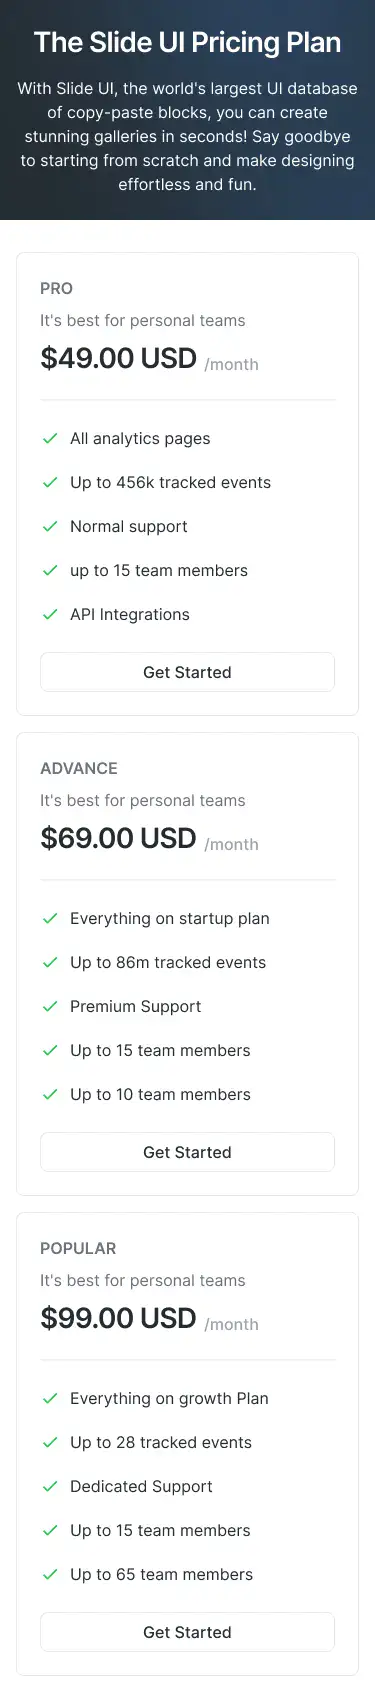 The Slide UI Pricing Plan
With Slide UI, the world's largest UI database
of copy-paste blocks, you can create
stunning galleries in seconds! Say goodbye
to starting from scratch and make designing
effortless and fun.
PRO
It's best for personal teams
$49.00 USD /month
All analytics pages
Up to 456k tracked events
Normal support
up to 15 team members
API Integrations
Get Started
ADVANCE
It's best for personal teams
$69.00 USD /month
Everything on startup plan
Up to 86m tracked events
Premium Support
Up to 15 team members
Up to 10 team members
Get Started
POPULAR
It's best for personal teams
$99.00 USD /month
Everything on growth Plan
Up to 28 tracked events
Dedicated Support
Up to 15 team members
Up to 65 team members
Get Started